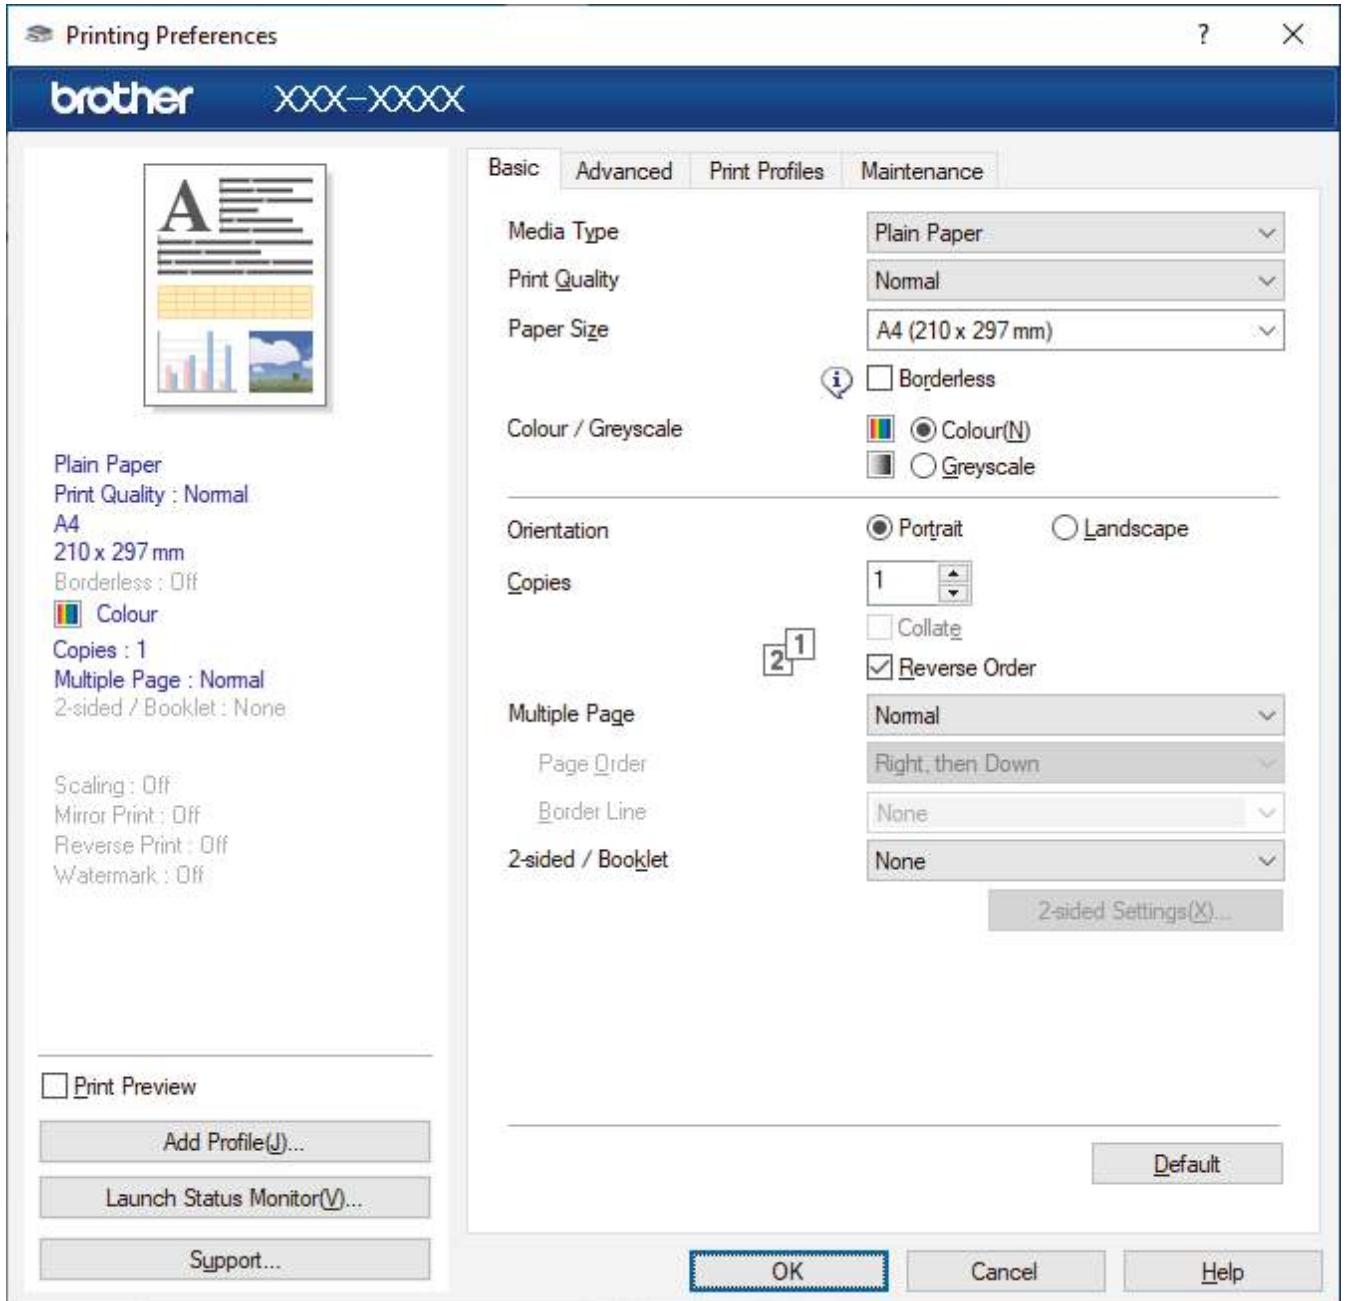 Printing Preferences
?
brother XXX-XXXX
A
Plain Paper
Print Quality : Normal
A4
210 x 297 mm
Borderless : Off
Colour
Copies : 1
Multiple Page : Normal
2-sided / Booklet : None
Scaling : Off
Mirror Print : Off
Reverse Print : Off
Watermark : Off
Print Preview
Add Profile(J)...
Launch Status Monitor(V)...
Support...
Basic Advanced Print Profiles Maintenance
Media Type Plain Paper
Print Quality Normal
Paper Size A4 (210 x 297 mm)
i Borderless
Colour / Greyscale Colour(N)
Greyscale
Orientation Portrait Landscape
Copies 1
Collate
2 1 Reverse Order
Multiple Page Normal
Page Order Right, then Down
Border Line None
2-sided / Booklet None
2-sided Settings(X)...
Default
OK Cancel Help